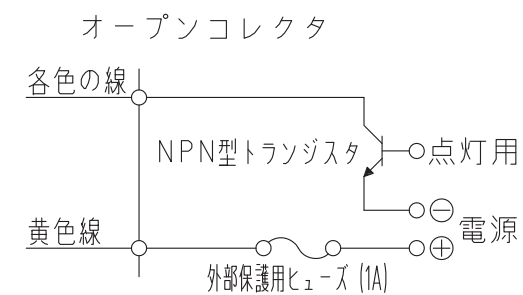 オープンコレクタ
各色の線
NPN型トランジスタ
点灯用
⊖
電源
黄色線
⊕
外部保護用ヒューズ (1A)